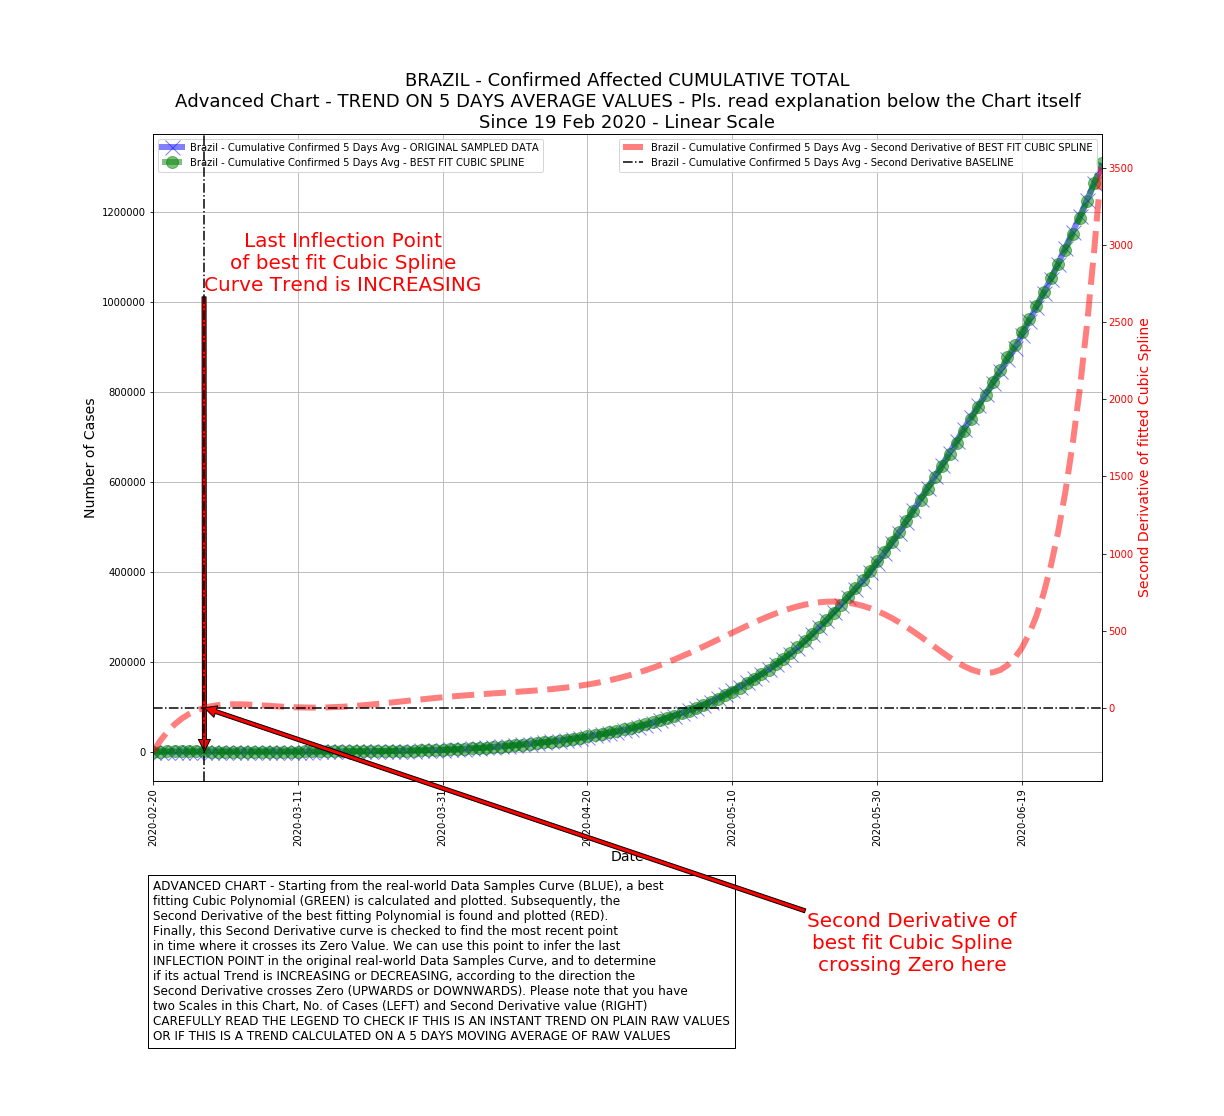 BRAZIL - Confirmed Affected CUMULATIVE TOTAL
Advanced Chart - TREND ON 5 DAYS AVERAGE VALUES - Pls. read explanation below the Chart itself
Since 19 Feb 2020 - Linear Scale
Brazil - Cumulative Confirmed 5 Days Avg - ORIGINAL SAMPLED DATA
Brazil - Cumulative Confirmed 5 Days Avg - BEST FIT CUBIC SPLINE
Brazil - Cumulative Confirmed 5 Days Avg - Second Derivative of BEST FIT CUBIC SPLINE
Brazil - Cumulative Confirmed 5 Days Avg - Second Derivative BASELINE
Last Inflection Point
of best fit Cubic Spline
Curve Trend is INCREASING
Number of Cases
1200000
1000000
800000
600000
400000
200000
0
3500
3000
2500
2000
1500
1000
500
0
Second Derivative of fitted Cubic Spline
2020-02-20
2020-03-11
2020-03-31
2020-04-20
2020-05-10
2020-05-30
2020-06-19
Date
Second Derivative of
best fit Cubic Spline
crossing Zero here
ADVANCED CHART - Starting from the real-world Data Samples Curve (BLUE), a best
fitting Cubic Polynomial (GREEN) is calculated and plotted. Subsequently, the
Second Derivative of the best fitting Polynomial is found and plotted (RED).
Finally, this Second Derivative curve is checked to find the most recent point
in time where it crosses its Zero Value. We can use this point to infer the last
INFLECTION POINT in the original real-world Data Samples Curve, and to determine
if its actual Trend is INCREASING or DECREASING, according to the direction the
Second Derivative crosses Zero (UPWARDS or DOWNWARDS). Please note that you have
two Scales in this Chart, No. of Cases (LEFT) and Second Derivative value (RIGHT)
CAREFULLY READ THE LEGEND TO CHECK IF THIS IS AN INSTANT TREND ON PLAIN RAW VALUES
OR IF THIS IS A TREND CALCULATED ON A 5 DAYS MOVING AVERAGE OF RAW VALUES